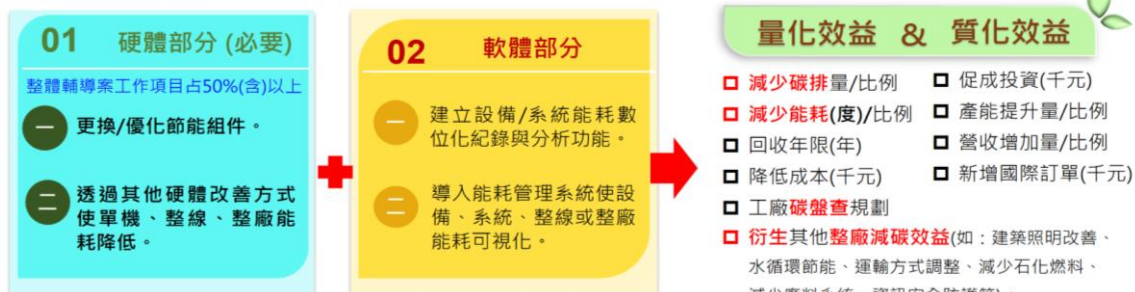 01 硬體部分 (必要)
整體輔導案工作項目占50%(含)以上
一 更換/優化節能組件。
二 透過其他硬體改善方式
使單機、整線、整廠能
耗降低。
02 軟體部分
一 建立設備/系統能耗數
位化紀錄與分析功能。
二 導入能耗管理系統使設
備、系統、整線或整廠
能耗可視化。
量化效益 & 質化效益
減少碳排量/比例
減少能耗(度)/比例
回收年限(年)
降低成本(千元)
工廠碳盤查規劃
促成投資(千元)
產能提升量/比例
營收增加量/比例
新增國際訂單(千元)
衍生其他整廠減碳效益(如：建築照明改善、
水循環節能、運輸方式調整、減少石化燃料、